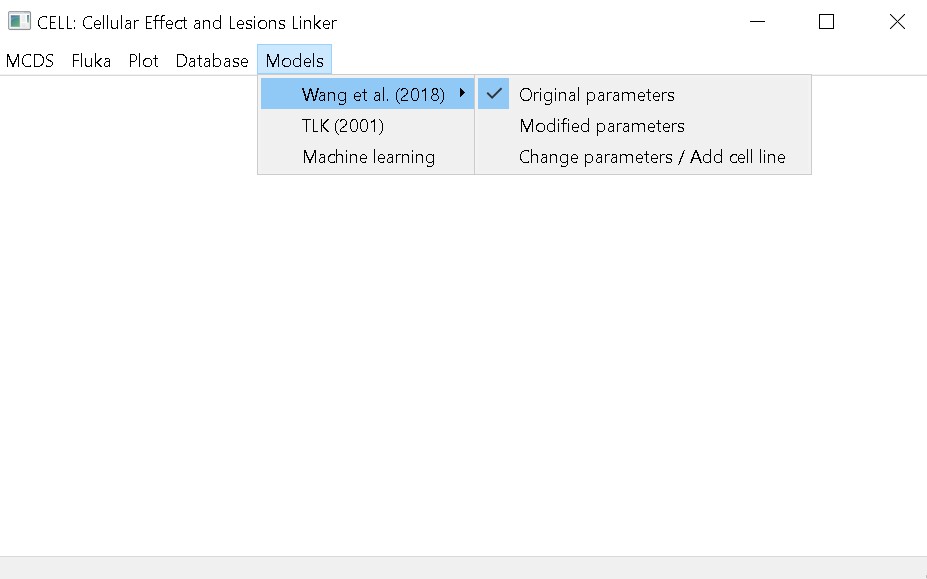 CELL: Cellular Effect and Lesions Linker
MCDS Fluka Plot Database Models
Wang et al. (2018) Original parameters
TLK (2001) Modified parameters
Machine learning Change parameters / Add cell line